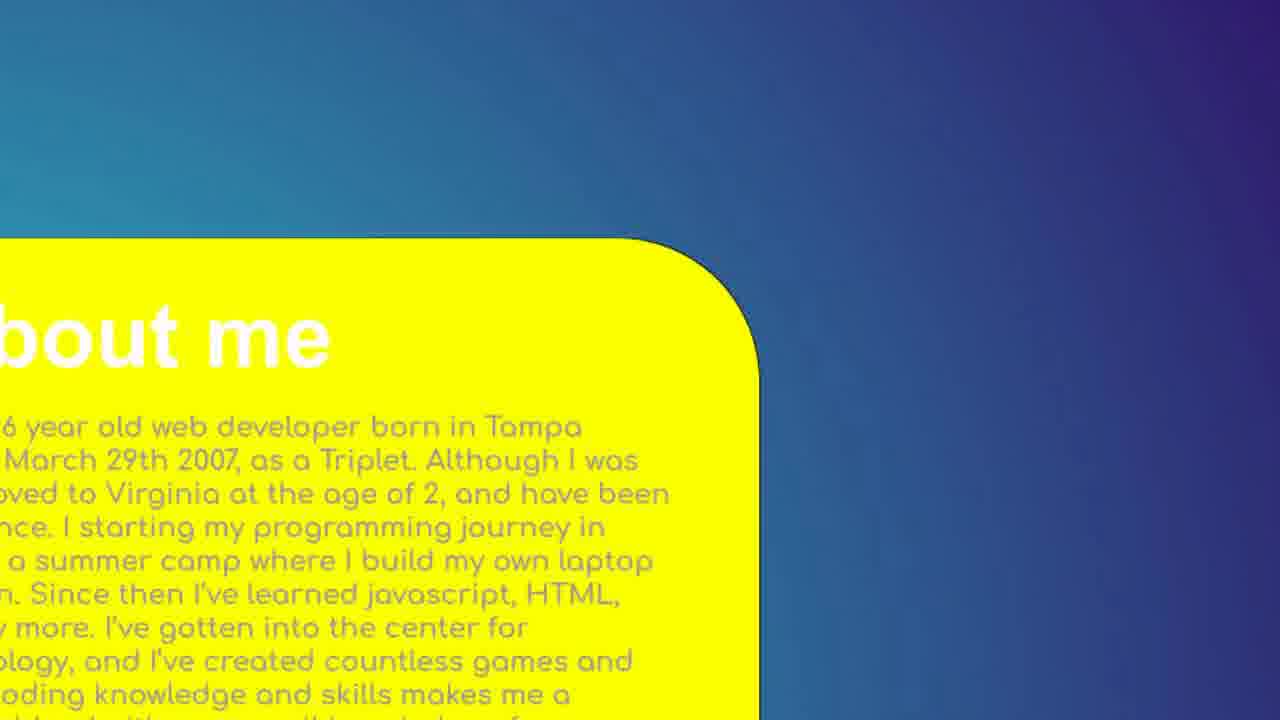 bout me
6 year old web developer born in Tampa
March 29th 2007, as a Triplet. Although I was
oved to Virginia at the age of 2, and have been
nce. I starting my programming journey in
a summer camp where I build my own laptop
n. Since then I've learned javascript, HTML,
y more. I've gotten into the center for
ology, and I've created countless games and
oding knowledge and skills makes me a